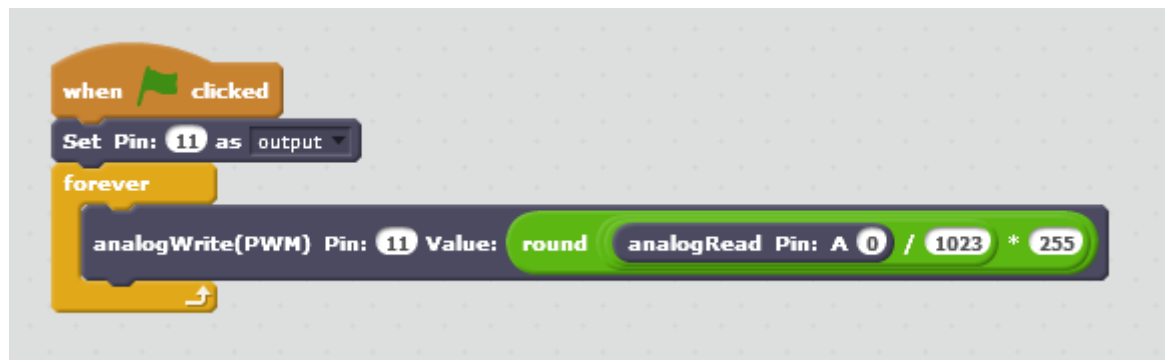 when clicked
Set Pin: 11 as output
forever
analogWrite(PWM) Pin: 11 Value: round analogRead Pin: A 0 / 1023 * 255